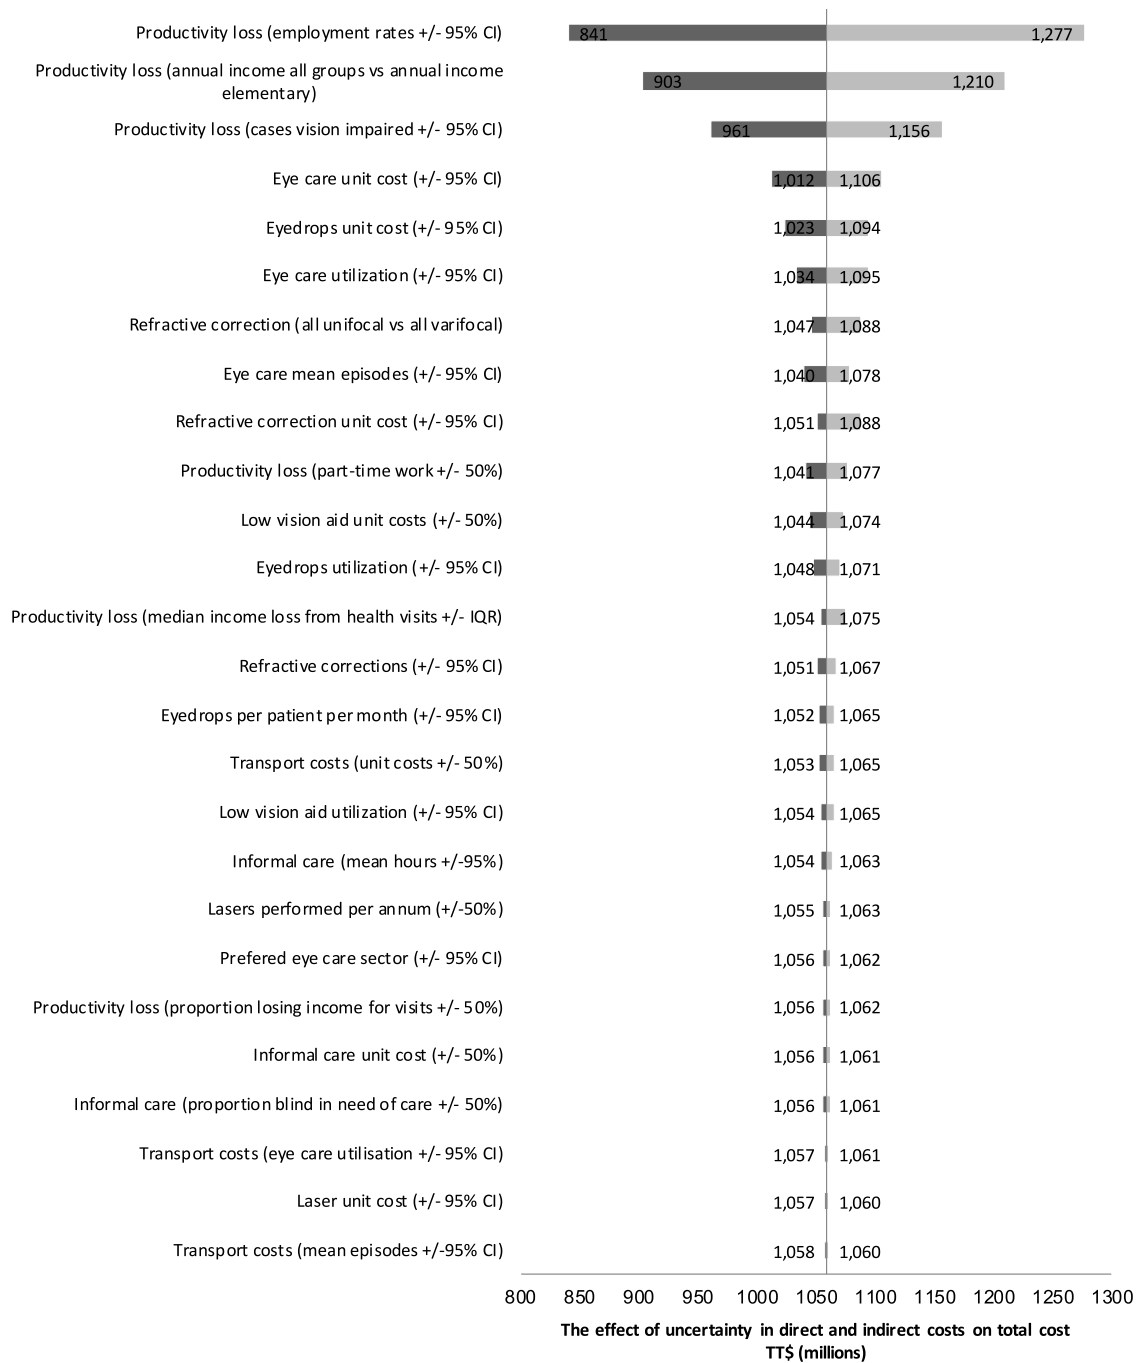 Productivity loss (employment rates +/- 95% CI) 841 1,277
Productivity loss (annual income all groups vs annual income
elementary) 903 1,210
Productivity loss (cases vision impaired +/- 95% CI) 961 1,156
Eye care unit cost (+/- 95% CI) 1,012 1,106
Eyedrops unit cost (+/- 95% CI) 1,023 1,094
Eye care utilization (+/- 95% CI) 1,034 1,095
Refractive correction (all unifocal vs all varifocal) 1,047 1,088
Eye care mean episodes (+/- 95% CI) 1,040 1,078
Refractive correction unit cost (+/- 95% CI) 1,051 1,088
Productivity loss (part-time work +/- 50%) 1,041 1,077
Low vision aid unit costs (+/- 50%) 1,044 1,074
Eyedrops utilization (+/- 95% CI) 1,048 1,071
Productivity loss (median income loss from health visits +/- IQR) 1,054 1,075
Refractive corrections (+/- 95% CI) 1,051 1,067
Eyedrops per patient per month (+/- 95% CI) 1,052 1,065
Transport costs (unit costs +/- 50%) 1,053 1,065
Low vision aid utilization (+/- 95% CI) 1,054 1,065
Informal care (mean hours +/-95%) 1,054 1,063
Lasers performed per annum (+/-50%) 1,055 1,063
Prefered eye care sector (+/- 95% CI) 1,056 1,062
Productivity loss (proportion losing income for visits +/- 50%) 1,056 1,062
Informal care unit cost (+/- 50%) 1,056 1,061
Informal care (proportion blind in need of care +/- 50%) 1,056 1,061
Transport costs (eye care utilisation +/- 95% CI) 1,057 1,061
Laser unit cost (+/- 95% CI) 1,057 1,060
Transport costs (mean episodes +/-95% CI) 1,058 1,060
800 850 900 950 1000 1050 1100 1150 1200 1250 1300
The effect of uncertainty in direct and indirect costs on total cost
TT$ (millions)